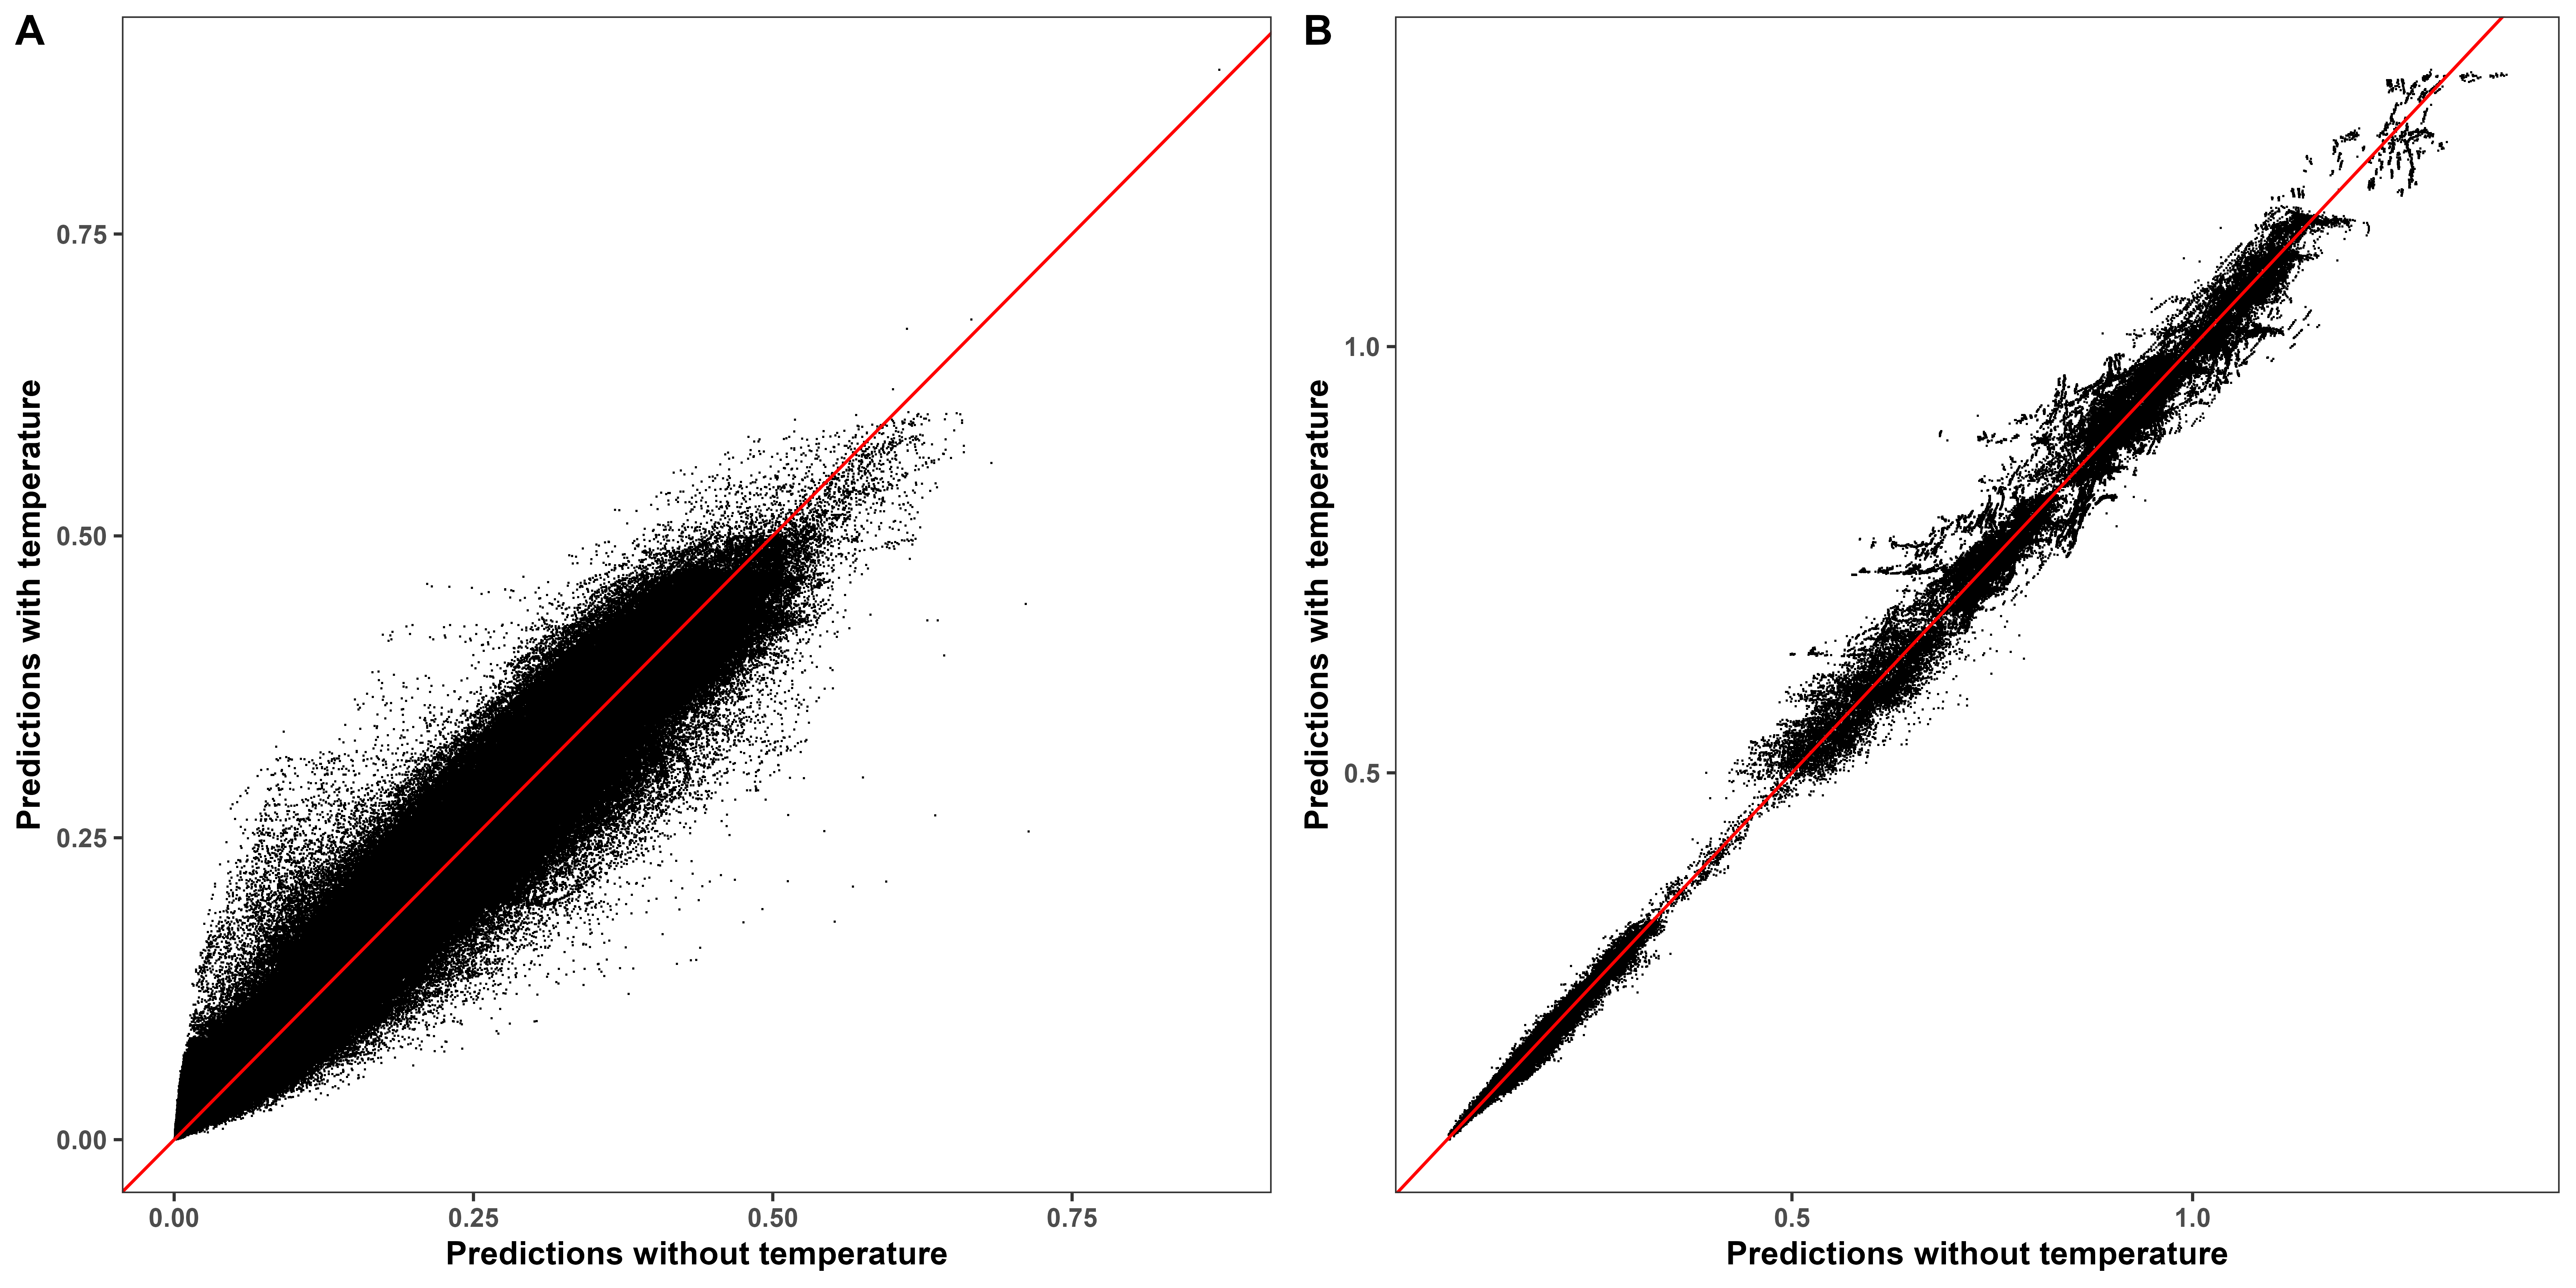 A
Predictions with temperature
0.75
0.50
0.25
0.00
0.00 0.25 0.50 0.75
Predictions without temperature
B
Predictions with temperature
1.0
0.5
0.5 1.0
Predictions without temperature